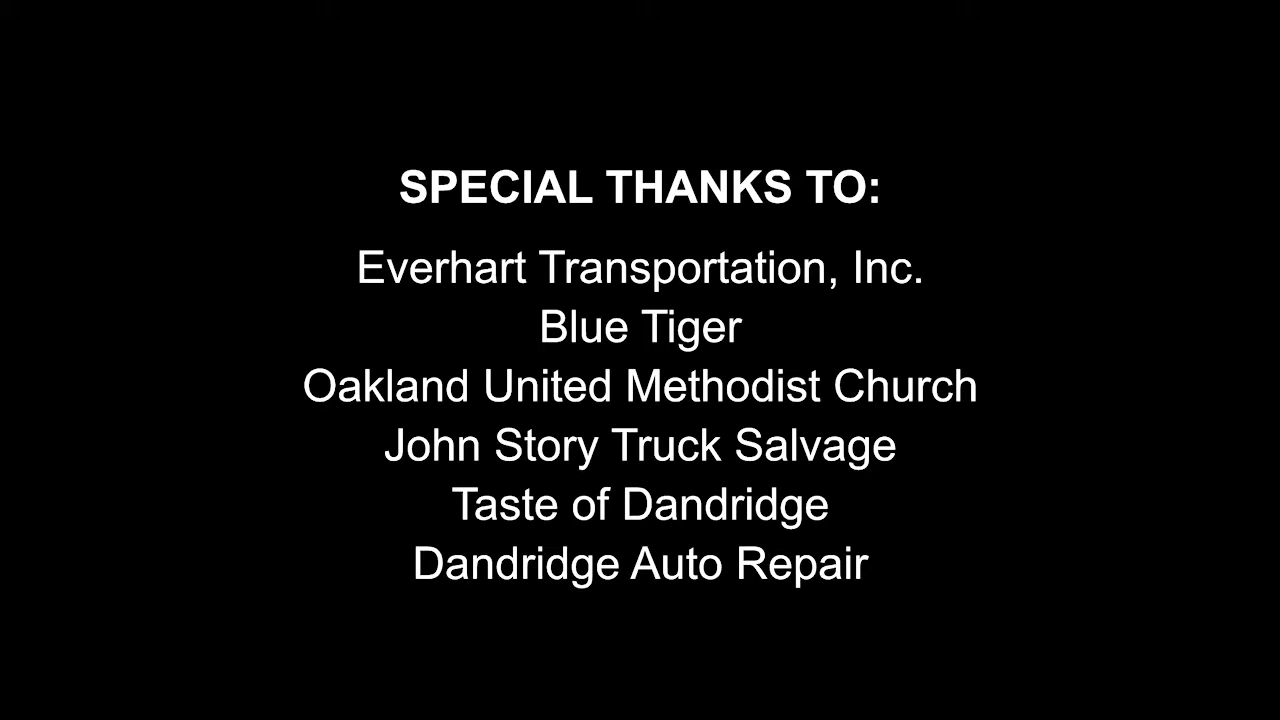 SPECIAL THANKS TO:
Everhart Transportation, Inc.
Blue Tiger
Oakland United Methodist Church
John Story Truck Salvage
Taste of Dandridge
Dandridge Auto Repair